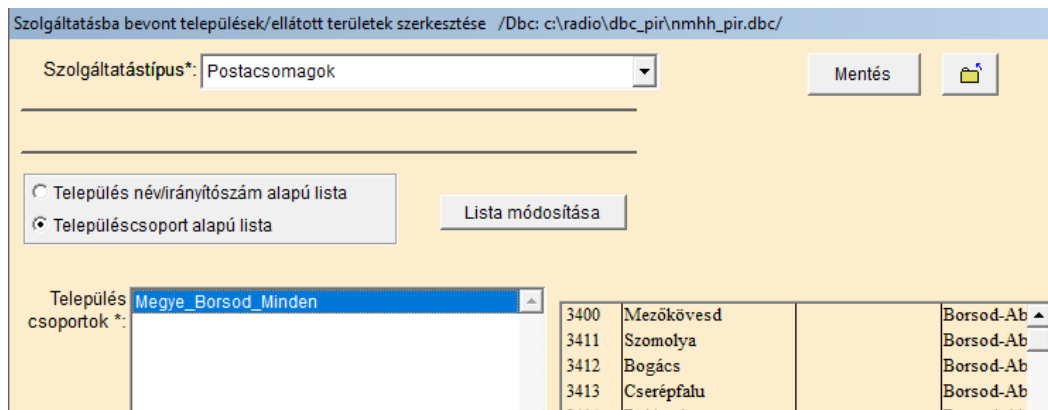 Szolgáltatásba bevont települések/ellátott területek szerkesztése /Dbc: c:\radio\dbc_pir\nmhh_pir.dbc/
Szolgáltatástípus*: Postacsomagok
Mentés
Település név/irányítószám alapú lista
Településcsoport alapú lista
Lista módosítása
Település csoportok *:
Megye_Borsod_Minden
3400 Mezőkövesd Borsod-Ab
3411 Szomolya Borsod-Ab
3412 Bogács Borsod-Ab
3413 Cserépfalu Borsod-Ab